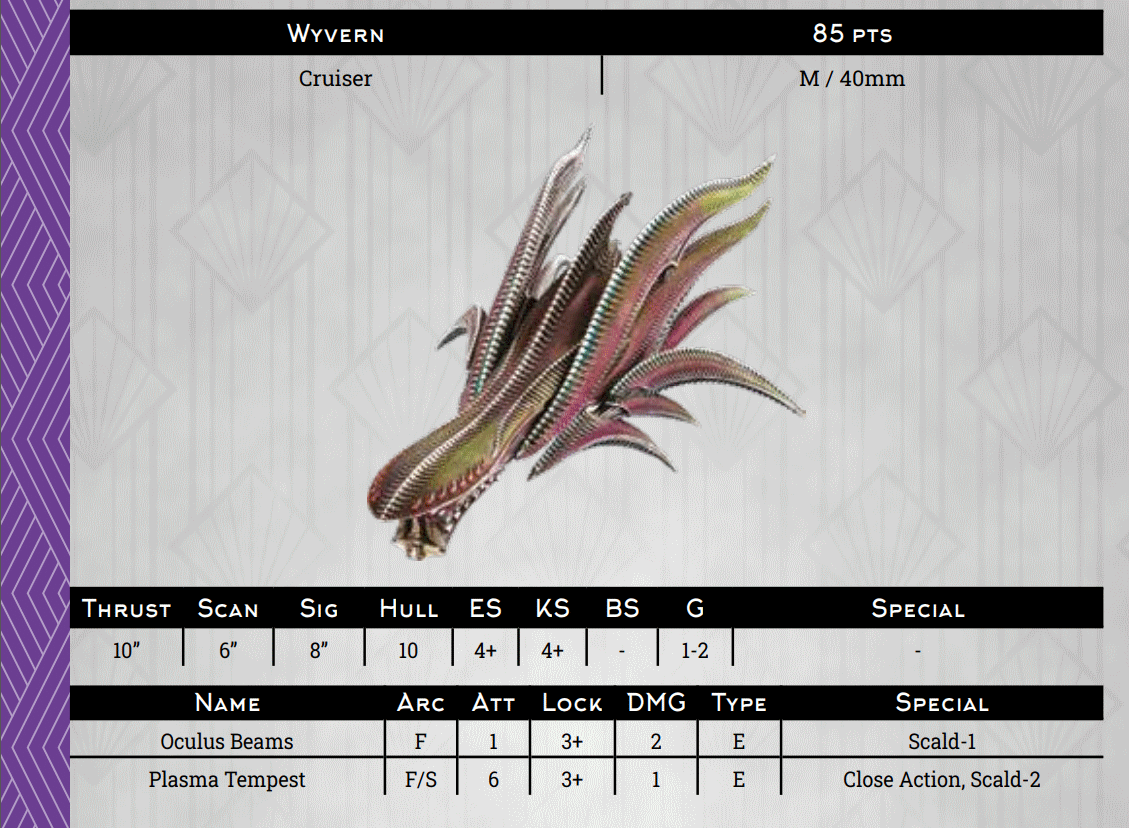 Wyvern 85 pts
Cruiser M / 40mm
Thrust Scan Sig Hull ES KS BS G Special
10” 6” 8” 10 4+ 4+ - 1-2 -
Name Arc Att Lock DMG Type Special
Oculus Beams F 1 3+ 2 E Scald-1
Plasma Tempest F/S 6 3+ 1 E Close Action, Scald-2